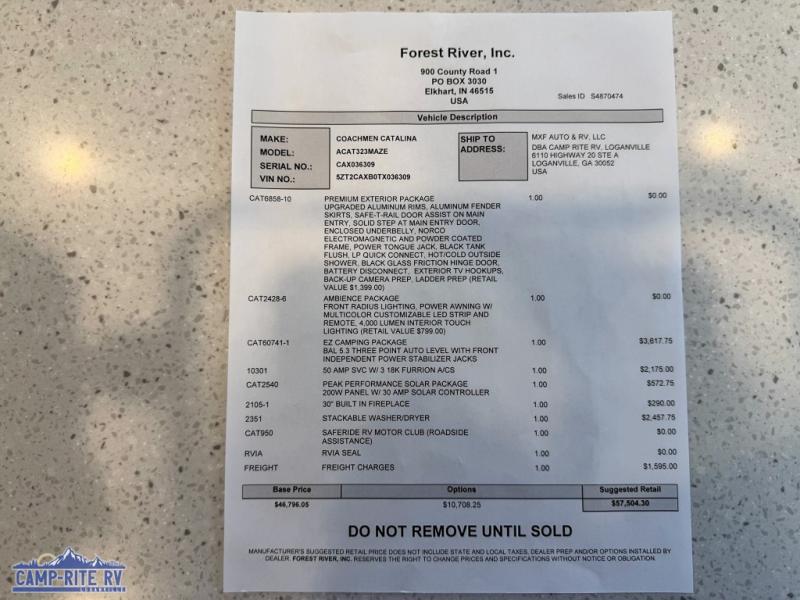 Forest River, Inc.
900 County Road 1
PO BOX 3030
Elkhart, IN 46515
USA
Sales ID S4870474
Vehicle Description
MAKE: COACHMEN CATALINA
MODEL: ACAT323MAZE
SERIAL NO.: CAX036309
VIN NO.: 5ZT2CAXB0TX036309
SHIP TO
ADDRESS:
MXF AUTO & RV, LLC
DBA CAMP RITE RV, LOGANVILLE
6110 HIGHWAY 20 STE A
LOGANVILLE, GA 30052
USA
CAT6858-10 PREMIUM EXTERIOR PACKAGE 1.00 $0.00
UPGRADED ALUMINUM RIMS, ALUMINUM FENDER
SKIRTS, SAFE-T-RAIL DOOR ASSIST ON MAIN
ENTRY, SOLID STEP AT MAIN ENTRY DOOR,
ENCLOSED UNDERBELLY, NORCO
ELECTROMAGNETIC AND POWDER COATED
FRAME, POWER TONGUE JACK, BLACK TANK
FLUSH, LP QUICK CONNECT, HOT/COLD OUTSIDE
SHOWER, BLACK GLASS FRICTION HINGE DOOR,
BATTERY DISCONNECT, EXTERIOR TV HOOKUPS,
BACK-UP CAMERA PREP, LADDER PREP (RETAIL
VALUE $1,399.00)
CAT2428-6 AMBIENCE PACKAGE 1.00 $0.00
FRONT RADIUS LIGHTING, POWER AWNING W/
MULTICOLOR CUSTOMIZABLE LED STRIP AND
REMOTE, 4,000 LUMEN INTERIOR TOUCH
LIGHTING (RETAIL VALUE $799.00)
CAT60741-1 EZ CAMPING PACKAGE 1.00 $3,617.75
BAL 5.3 THREE POINT AUTO LEVEL WITH FRONT
INDEPENDENT POWER STABILIZER JACKS
10301 50 AMP SVC W/ 3 18K FURRION A/CS 1.00 $2,175.00
CAT2540 PEAK PERFORMANCE SOLAR PACKAGE 1.00 $572.75
200W PANEL W/ 30 AMP SOLAR CONTROLLER
2105-1 30" BUILT IN FIREPLACE 1.00 $290.00
2351 STACKABLE WASHER/DRYER 1.00 $2,457.75
CAT950 SAFERIDE RV MOTOR CLUB (ROADSIDE 1.00 $0.00
ASSISTANCE)
RVIA RVIA SEAL 1.00 $0.00
FREIGHT FREIGHT CHARGES 1.00 $1,595.00
Base Price Options Suggested Retail
$46,796.05 $10,708.25 $57,504.30
DO NOT REMOVE UNTIL SOLD
MANUFACTURER'S SUGGESTED RETAIL PRICE DOES NOT INCLUDE STATE AND LOCAL TAXES, DEALER PREP AND/OR OPTIONS INSTALLED BY
DEALER. FOREST RIVER, INC. RESERVES THE RIGHT TO CHANGE PRICES AND SPECIFICATIONS WITHOUT NOTICE OR OBLIGATION.
CAMP-RITE RV
LOGANVILLE